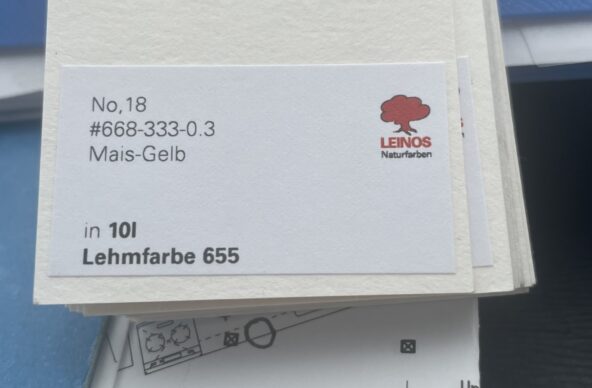 No,18
#668-333-0.3
Mais-Gelb
LEINOS
Naturfarben
in 10l
Lehmfarbe 655